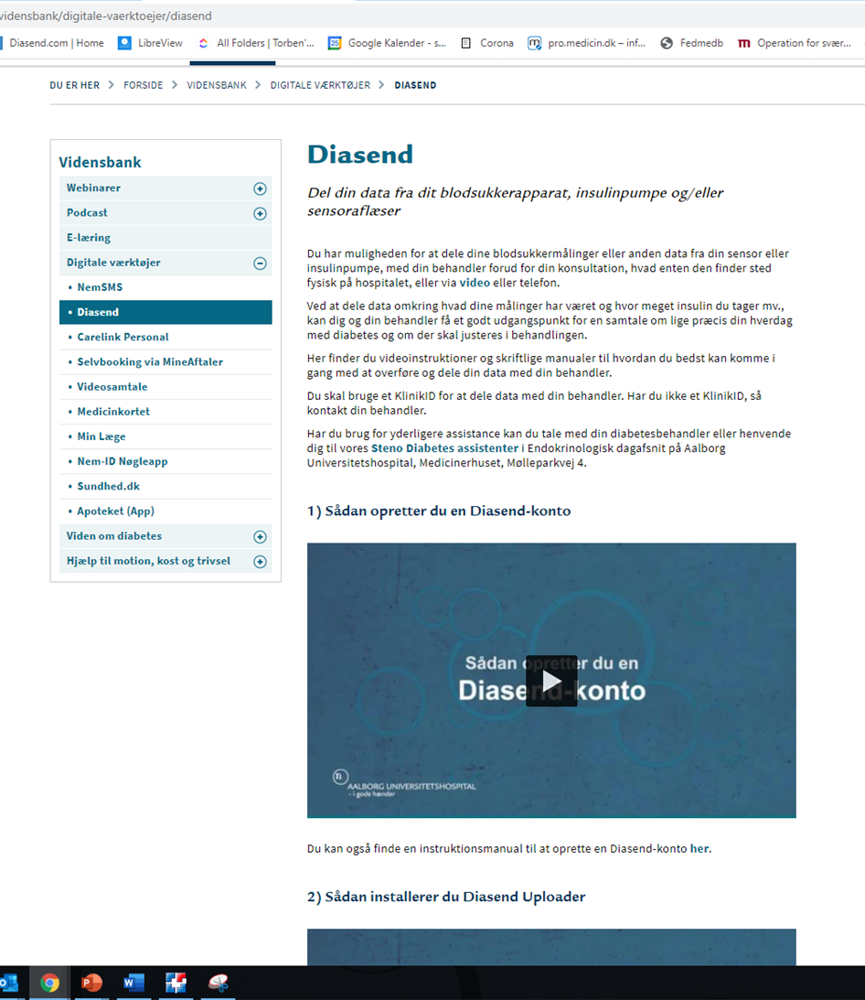 vidensbank/digitale-vaerktoejer/diasend
Diasend.com | Home LibreView All Folders | Torben'... Google Kalender - s... Corona pro.medicin.dk – inf... Fedmedb Operation for svær...
DU ER HER > FORSIDE > VIDENSBANK > DIGITALE VÆRKTØJER > DIASEND
Vidensbank
Webinarer
Podcast
E-læring
Digitale værktøjer
• NemSMS
• Diasend
• Carelink Personal
• Selvbooking via MineAftaler
• Videosamtale
• Medicinkortet
• Min Læge
• Nem-ID Nøgleapp
• Sundhed.dk
• Apoteket (App)
Viden om diabetes
Hjælp til motion, kost og trivsel
Diasend
Del din data fra dit blodsukkerapparat, insulinpumpe og/eller
sensoraflæser
Du har muligheden for at dele dine blodsukkermålinger eller anden data fra din sensor eller
insulinpumpe, med din behandler forud for din konsultation, hvad enten den finder sted
fysisk på hospitalet, eller via video eller telefon.
Ved at dele data omkring hvad dine målinger har været og hvor meget insulin du tager mv.,
kan dig og din behandler få et godt udgangspunkt for en samtale om lige præcis din hverdag
med diabetes og om der skal justeres i behandlingen.
Her finder du videoinstruktioner og skriftlige manualer til hvordan du bedst kan komme i
gang med at overføre og dele din data med din behandler.
Du skal bruge et KlinikID for at dele data med din behandler. Har du ikke et KlinikID, så
kontakt din behandler.
Har du brug for yderligere assistance kan du tale med din diabetesbehandler eller henvende
dig til vores Steno Diabetes assistenter i Endokrinologisk dagafsnit på Aalborg
Universitetshospital, Medicinerhuset, Mølleparkvej 4.
1) Sådan opretter du en Diasend-konto
Sådan opretter du en
Diasend-konto
n
AALBORG UNIVERSITETSHOSPITAL
– i gode hænder
Du kan også finde en instruktionsmanual til at oprette en Diasend-konto her.
2) Sådan installerer du Diasend Uploader